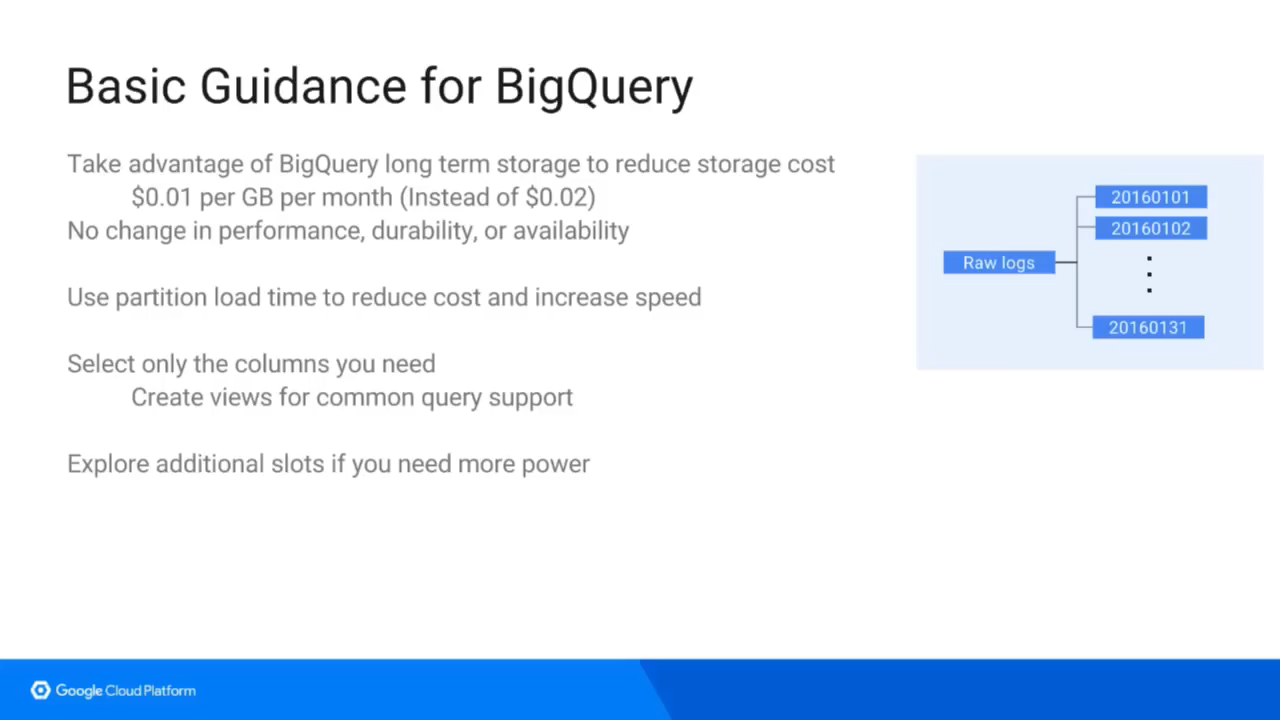 Basic Guidance for BigQuery
Take advantage of BigQuery long term storage to reduce storage cost
$0.01 per GB per month (Instead of $0.02)
No change in performance, durability, or availability
Use partition load time to reduce cost and increase speed
Select only the columns you need
Create views for common query support
Explore additional slots if you need more power
20160101
20160102
Raw logs
20160131
Google Cloud Platform